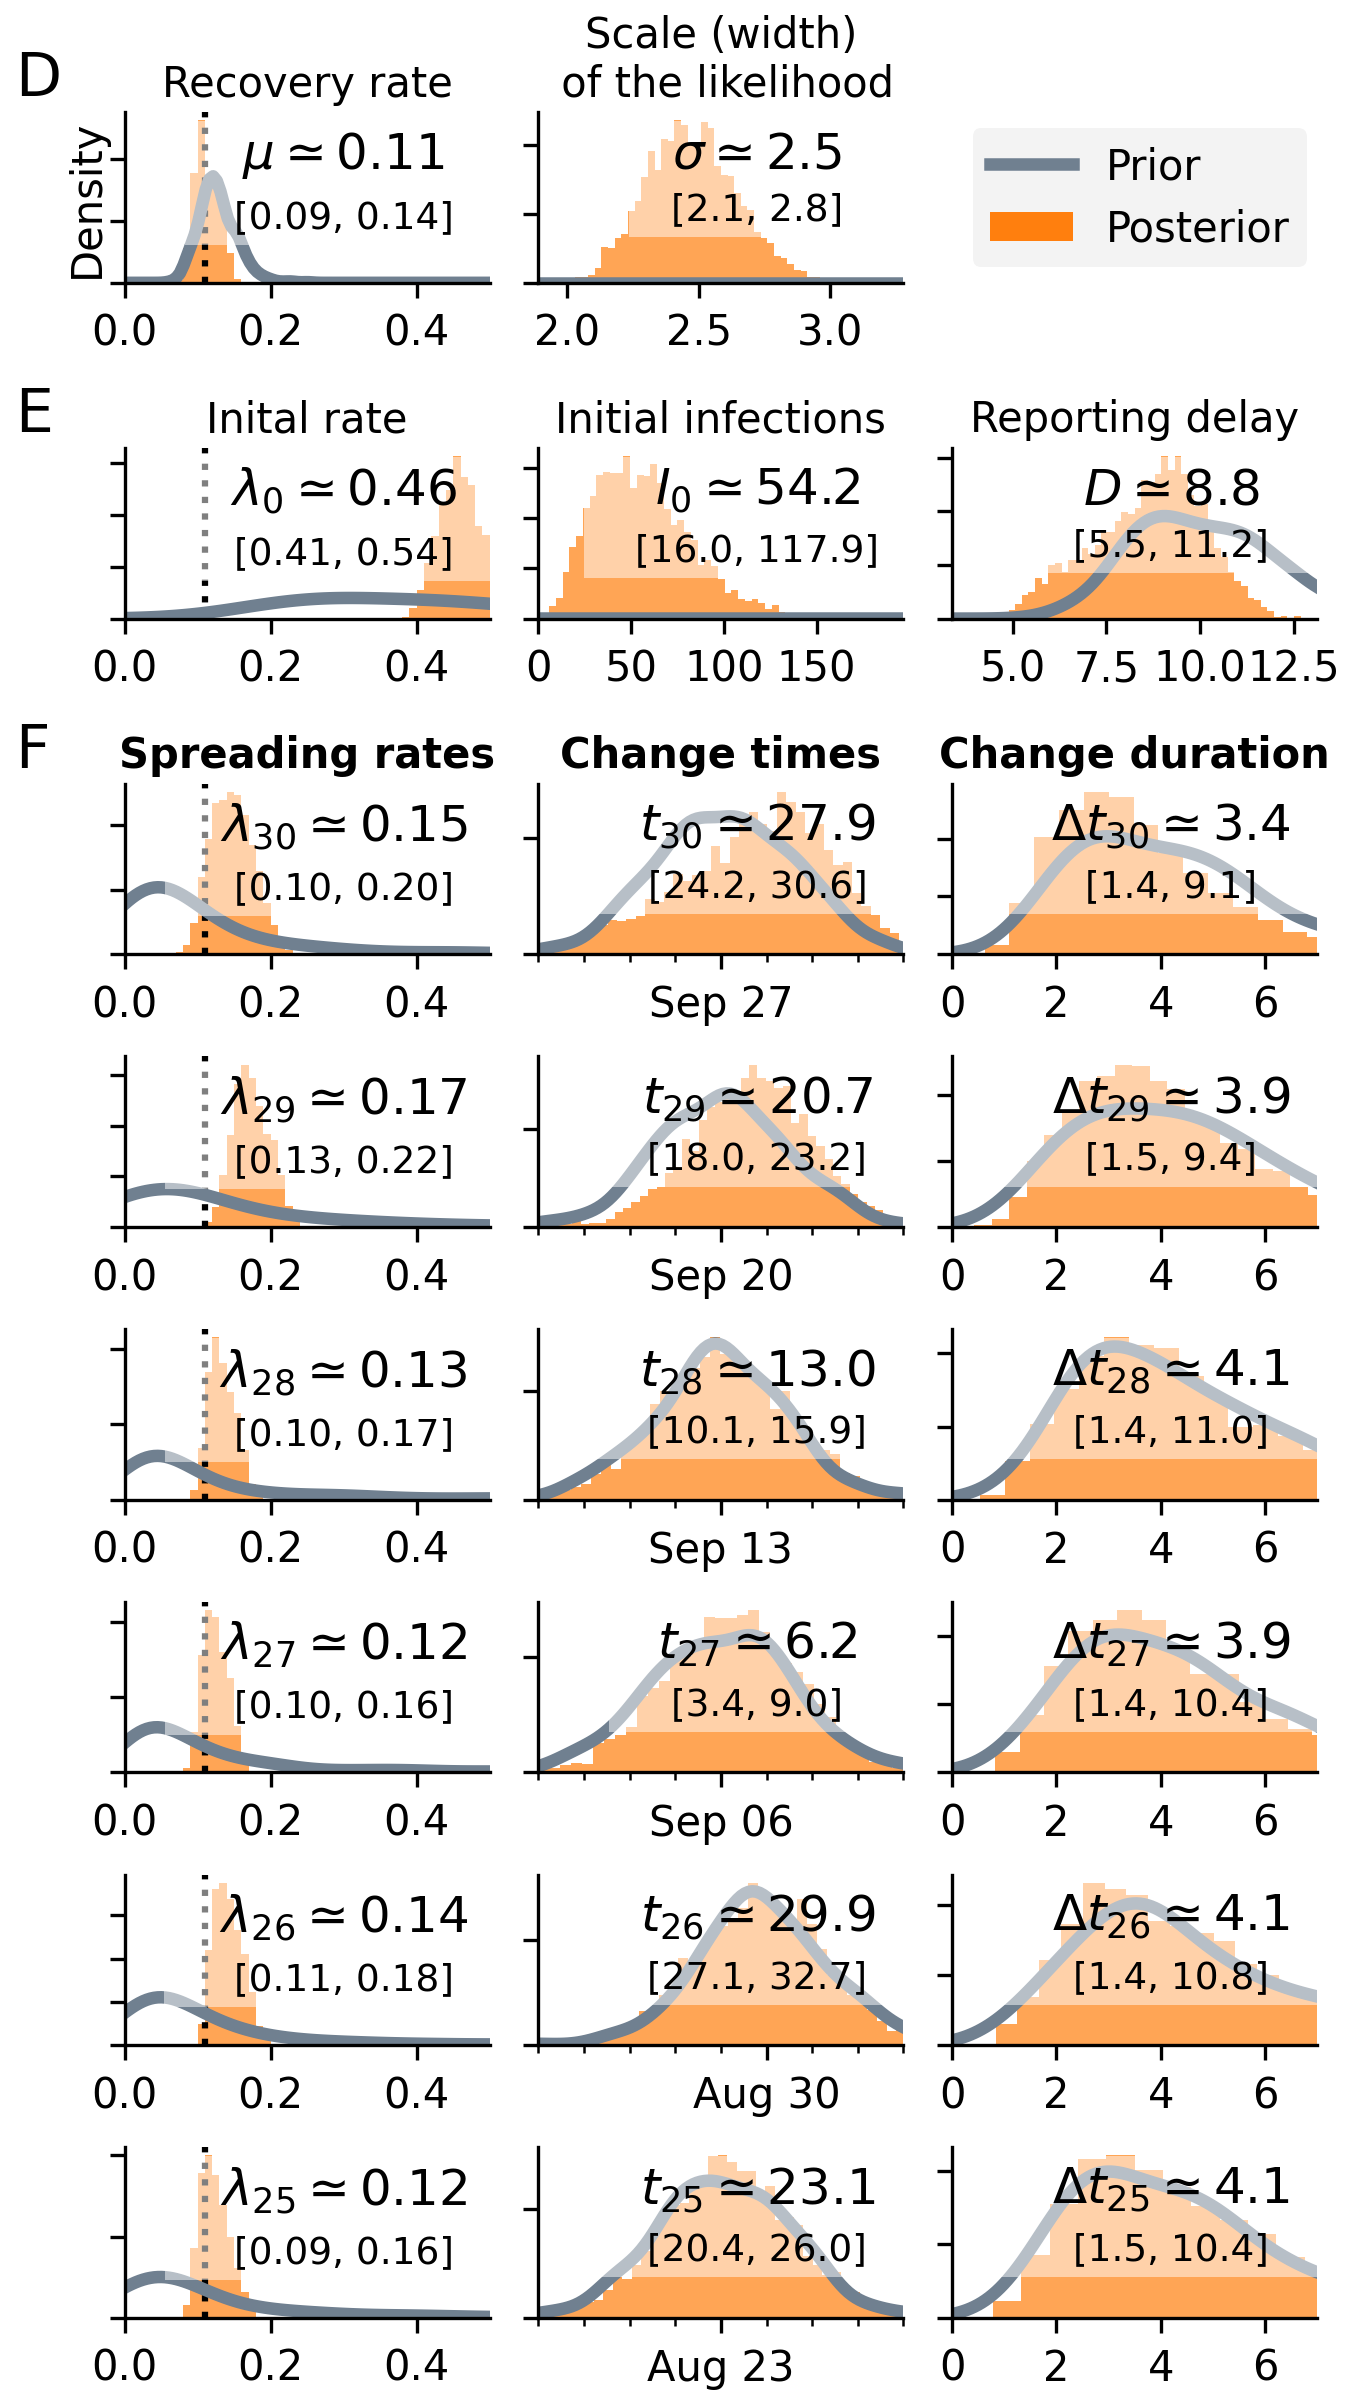 D
Recovery rate
Scale (width)
of the likelihood
Density
μ ≃ 0.11
[0.09, 0.14]
0.0 0.2 0.4
σ ≃ 2.5
[2.1, 2.8]
2.0 2.5 3.0
Prior
Posterior
E
Inital rate
λ0 ≃ 0.46
[0.41, 0.54]
0.0 0.2 0.4
Initial infections
I0 ≃ 54.2
[16.0, 117.9]
0 50 100 150
Reporting delay
D ≃ 8.8
[5.5, 11.2]
5.0 7.5 10.0 12.5
F
Spreading rates
Change times
Change duration
λ30 ≃ 0.15
[0.10, 0.20]
0.0 0.2 0.4
t30 ≃ 27.9
[24.2, 30.6]
Sep 27
Δt30 ≃ 3.4
[1.4, 9.1]
0 2 4 6
λ29 ≃ 0.17
[0.13, 0.22]
0.0 0.2 0.4
t29 ≃ 20.7
[18.0, 23.2]
Sep 20
Δt29 ≃ 3.9
[1.5, 9.4]
0 2 4 6
λ28 ≃ 0.13
[0.10, 0.17]
0.0 0.2 0.4
t28 ≃ 13.0
[10.1, 15.9]
Sep 13
Δt28 ≃ 4.1
[1.4, 11.0]
0 2 4 6
λ27 ≃ 0.12
[0.10, 0.16]
0.0 0.2 0.4
t27 ≃ 6.2
[3.4, 9.0]
Sep 06
Δt27 ≃ 3.9
[1.4, 10.4]
0 2 4 6
λ26 ≃ 0.14
[0.11, 0.18]
0.0 0.2 0.4
t26 ≃ 29.9
[27.1, 32.7]
Aug 30
Δt26 ≃ 4.1
[1.4, 10.8]
0 2 4 6
λ25 ≃ 0.12
[0.09, 0.16]
0.0 0.2 0.4
t25 ≃ 23.1
[20.4, 26.0]
Aug 23
Δt25 ≃ 4.1
[1.5, 10.4]
0 2 4 6